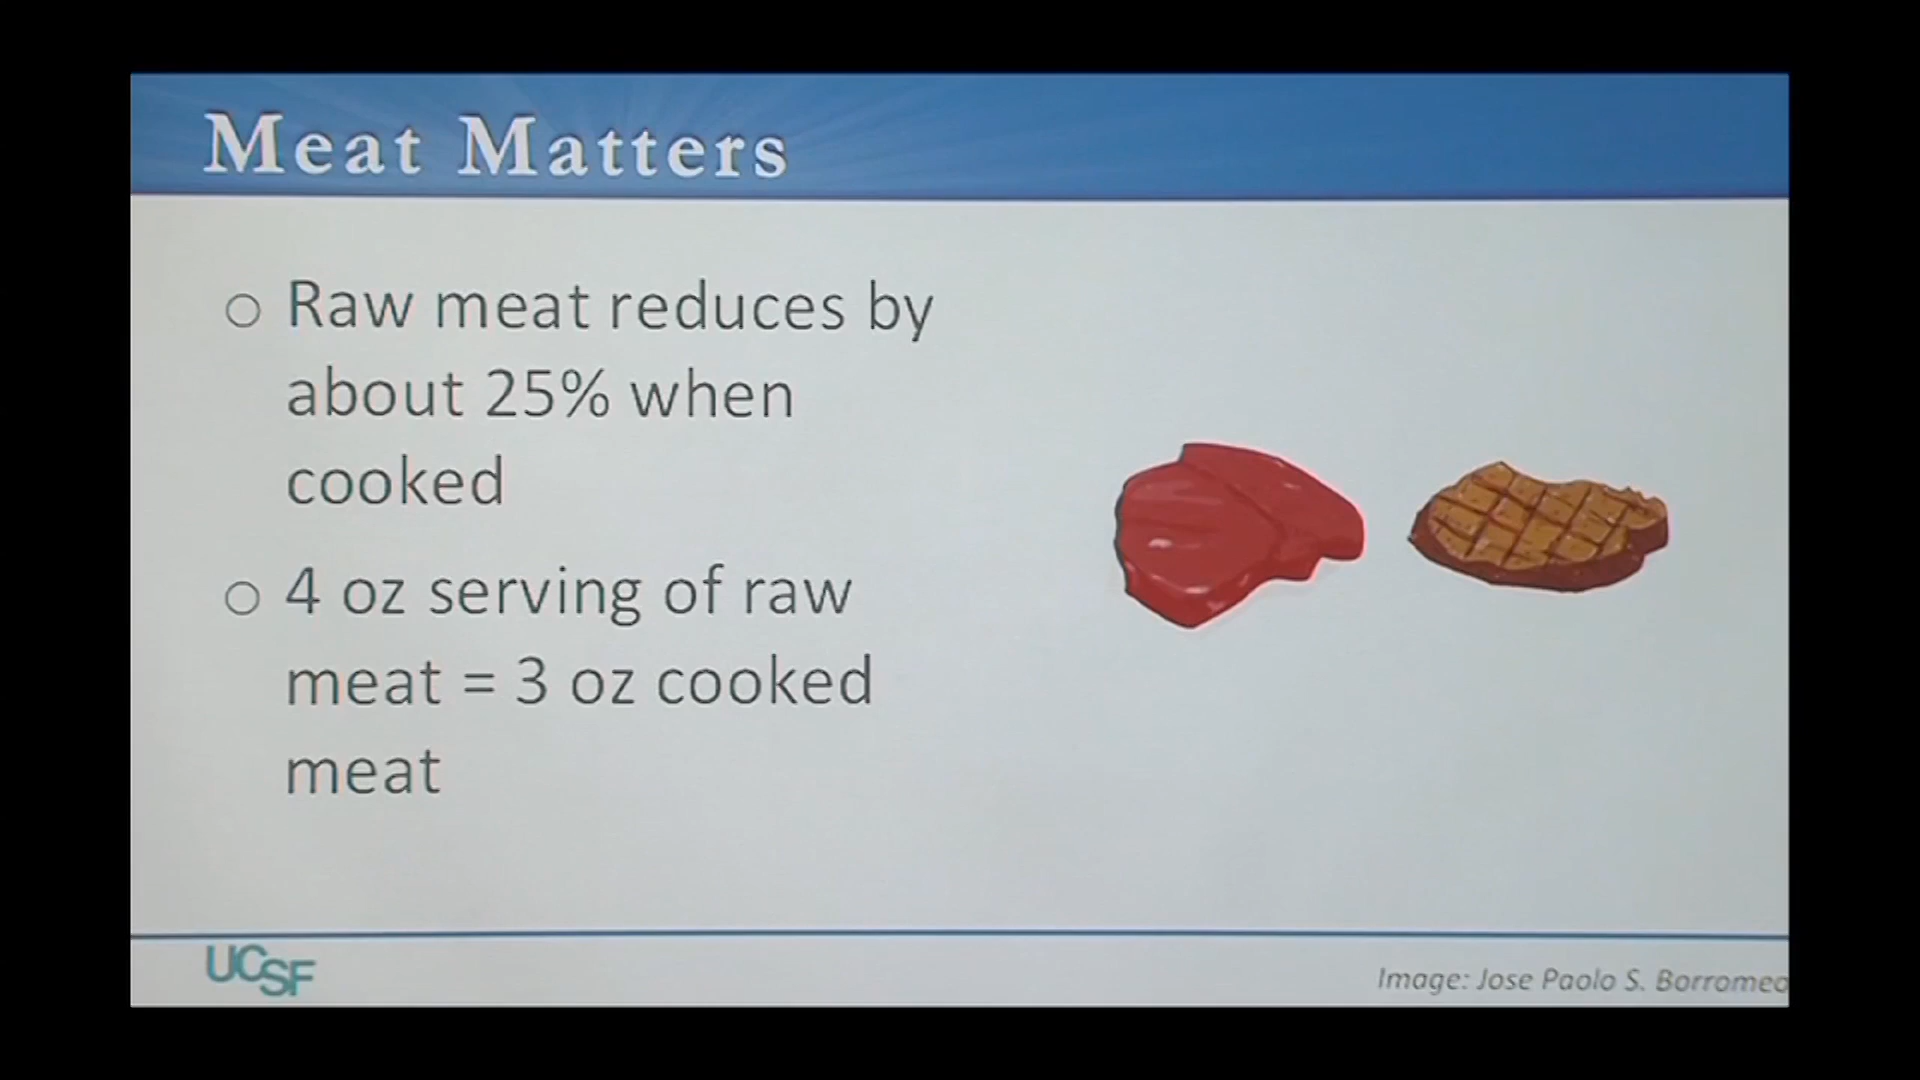 Meat Matters
○ Raw meat reduces by
about 25% when
cooked
○ 4 oz serving of raw
meat = 3 oz cooked
meat
UCSF
Image: Jose Paolo S. Borromeo